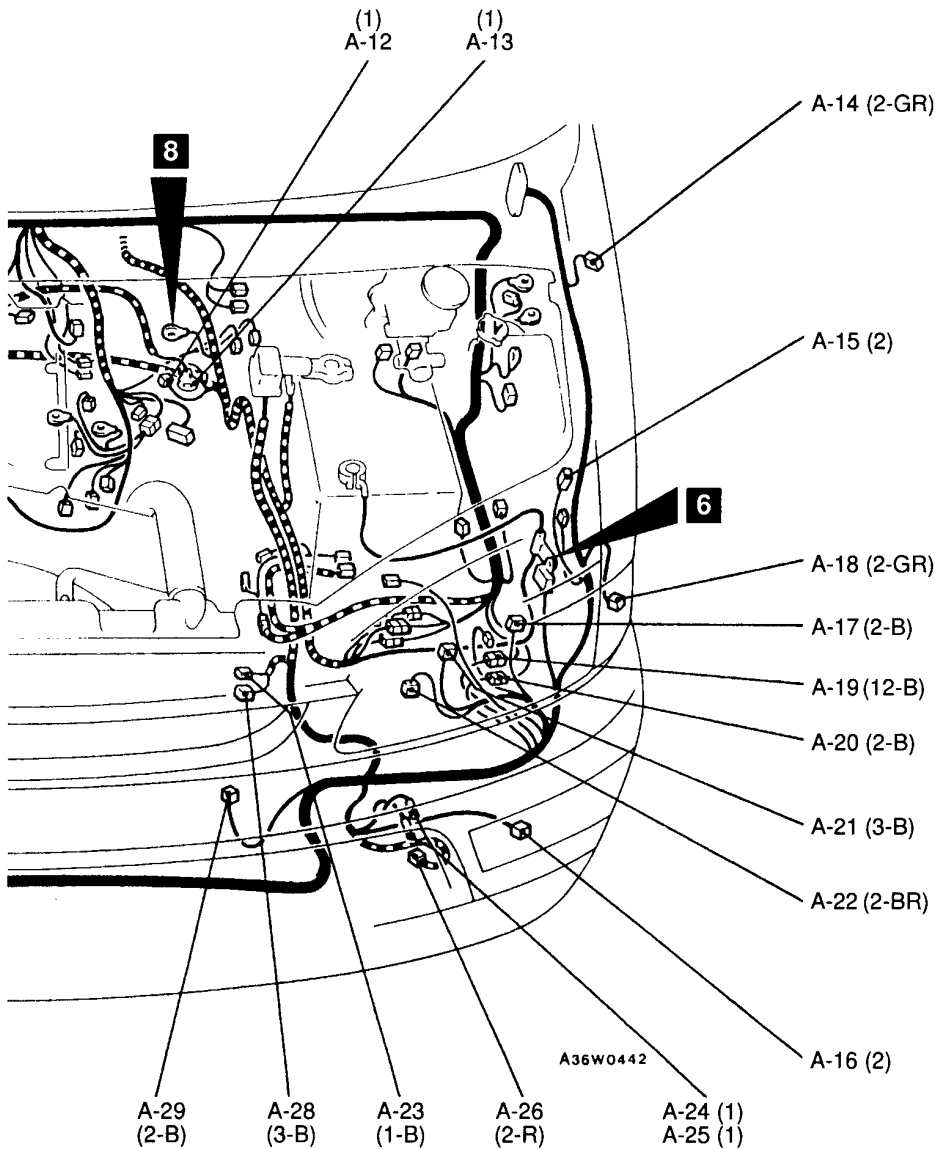 (1)
A-12
(1)
A-13
A-14 (2-GR)
8
A-15 (2)
6
A-18 (2-GR)
A-17 (2-B)
A-19 (12-B)
A-20 (2-B)
A-21 (3-B)
A-22 (2-BR)
A36W0442
A-16 (2)
A-29
(2-B)
A-28
(3-B)
A-23
(1-B)
A-26
(2-R)
A-24 (1)
A-25 (1)